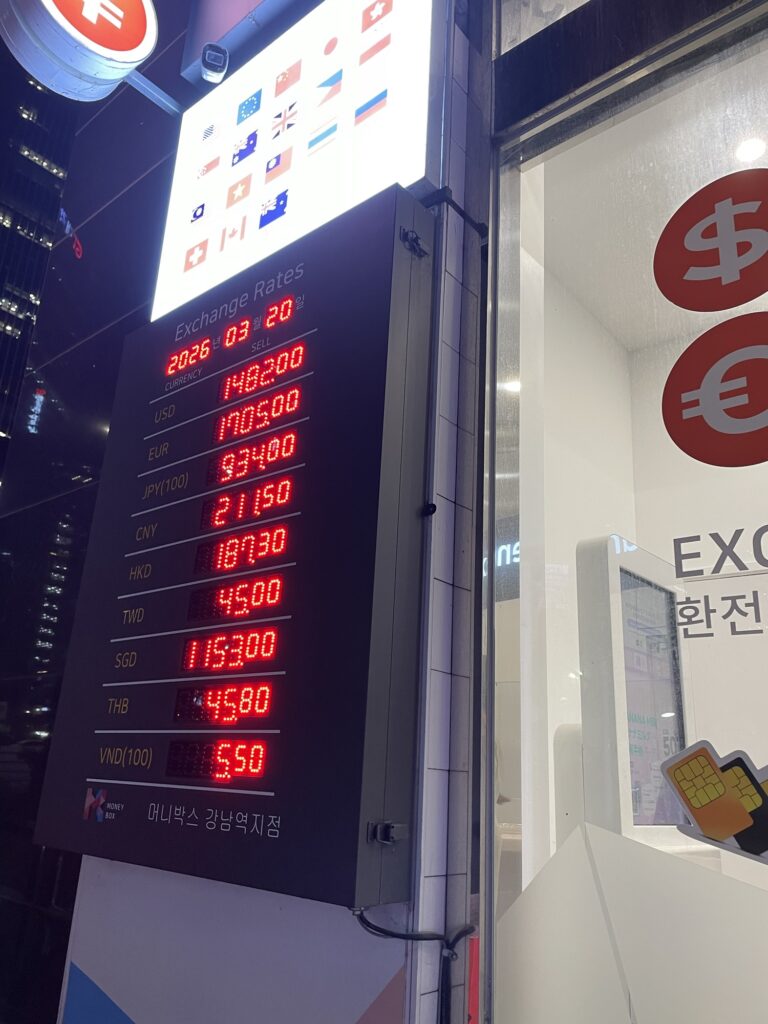 Exchange Rates
2026 년 03 월 20 일
CURRENCY SELL
USD 1482.00
EUR 1705.00
JPY(100) 934.00
CNY 211.50
HKD 187.30
TWD 45.00
SGD 1153.00
THB 45.80
VND(100) 5.50
MONEY
BOX
머니박스 강남역지점
$
€
EXC
환전